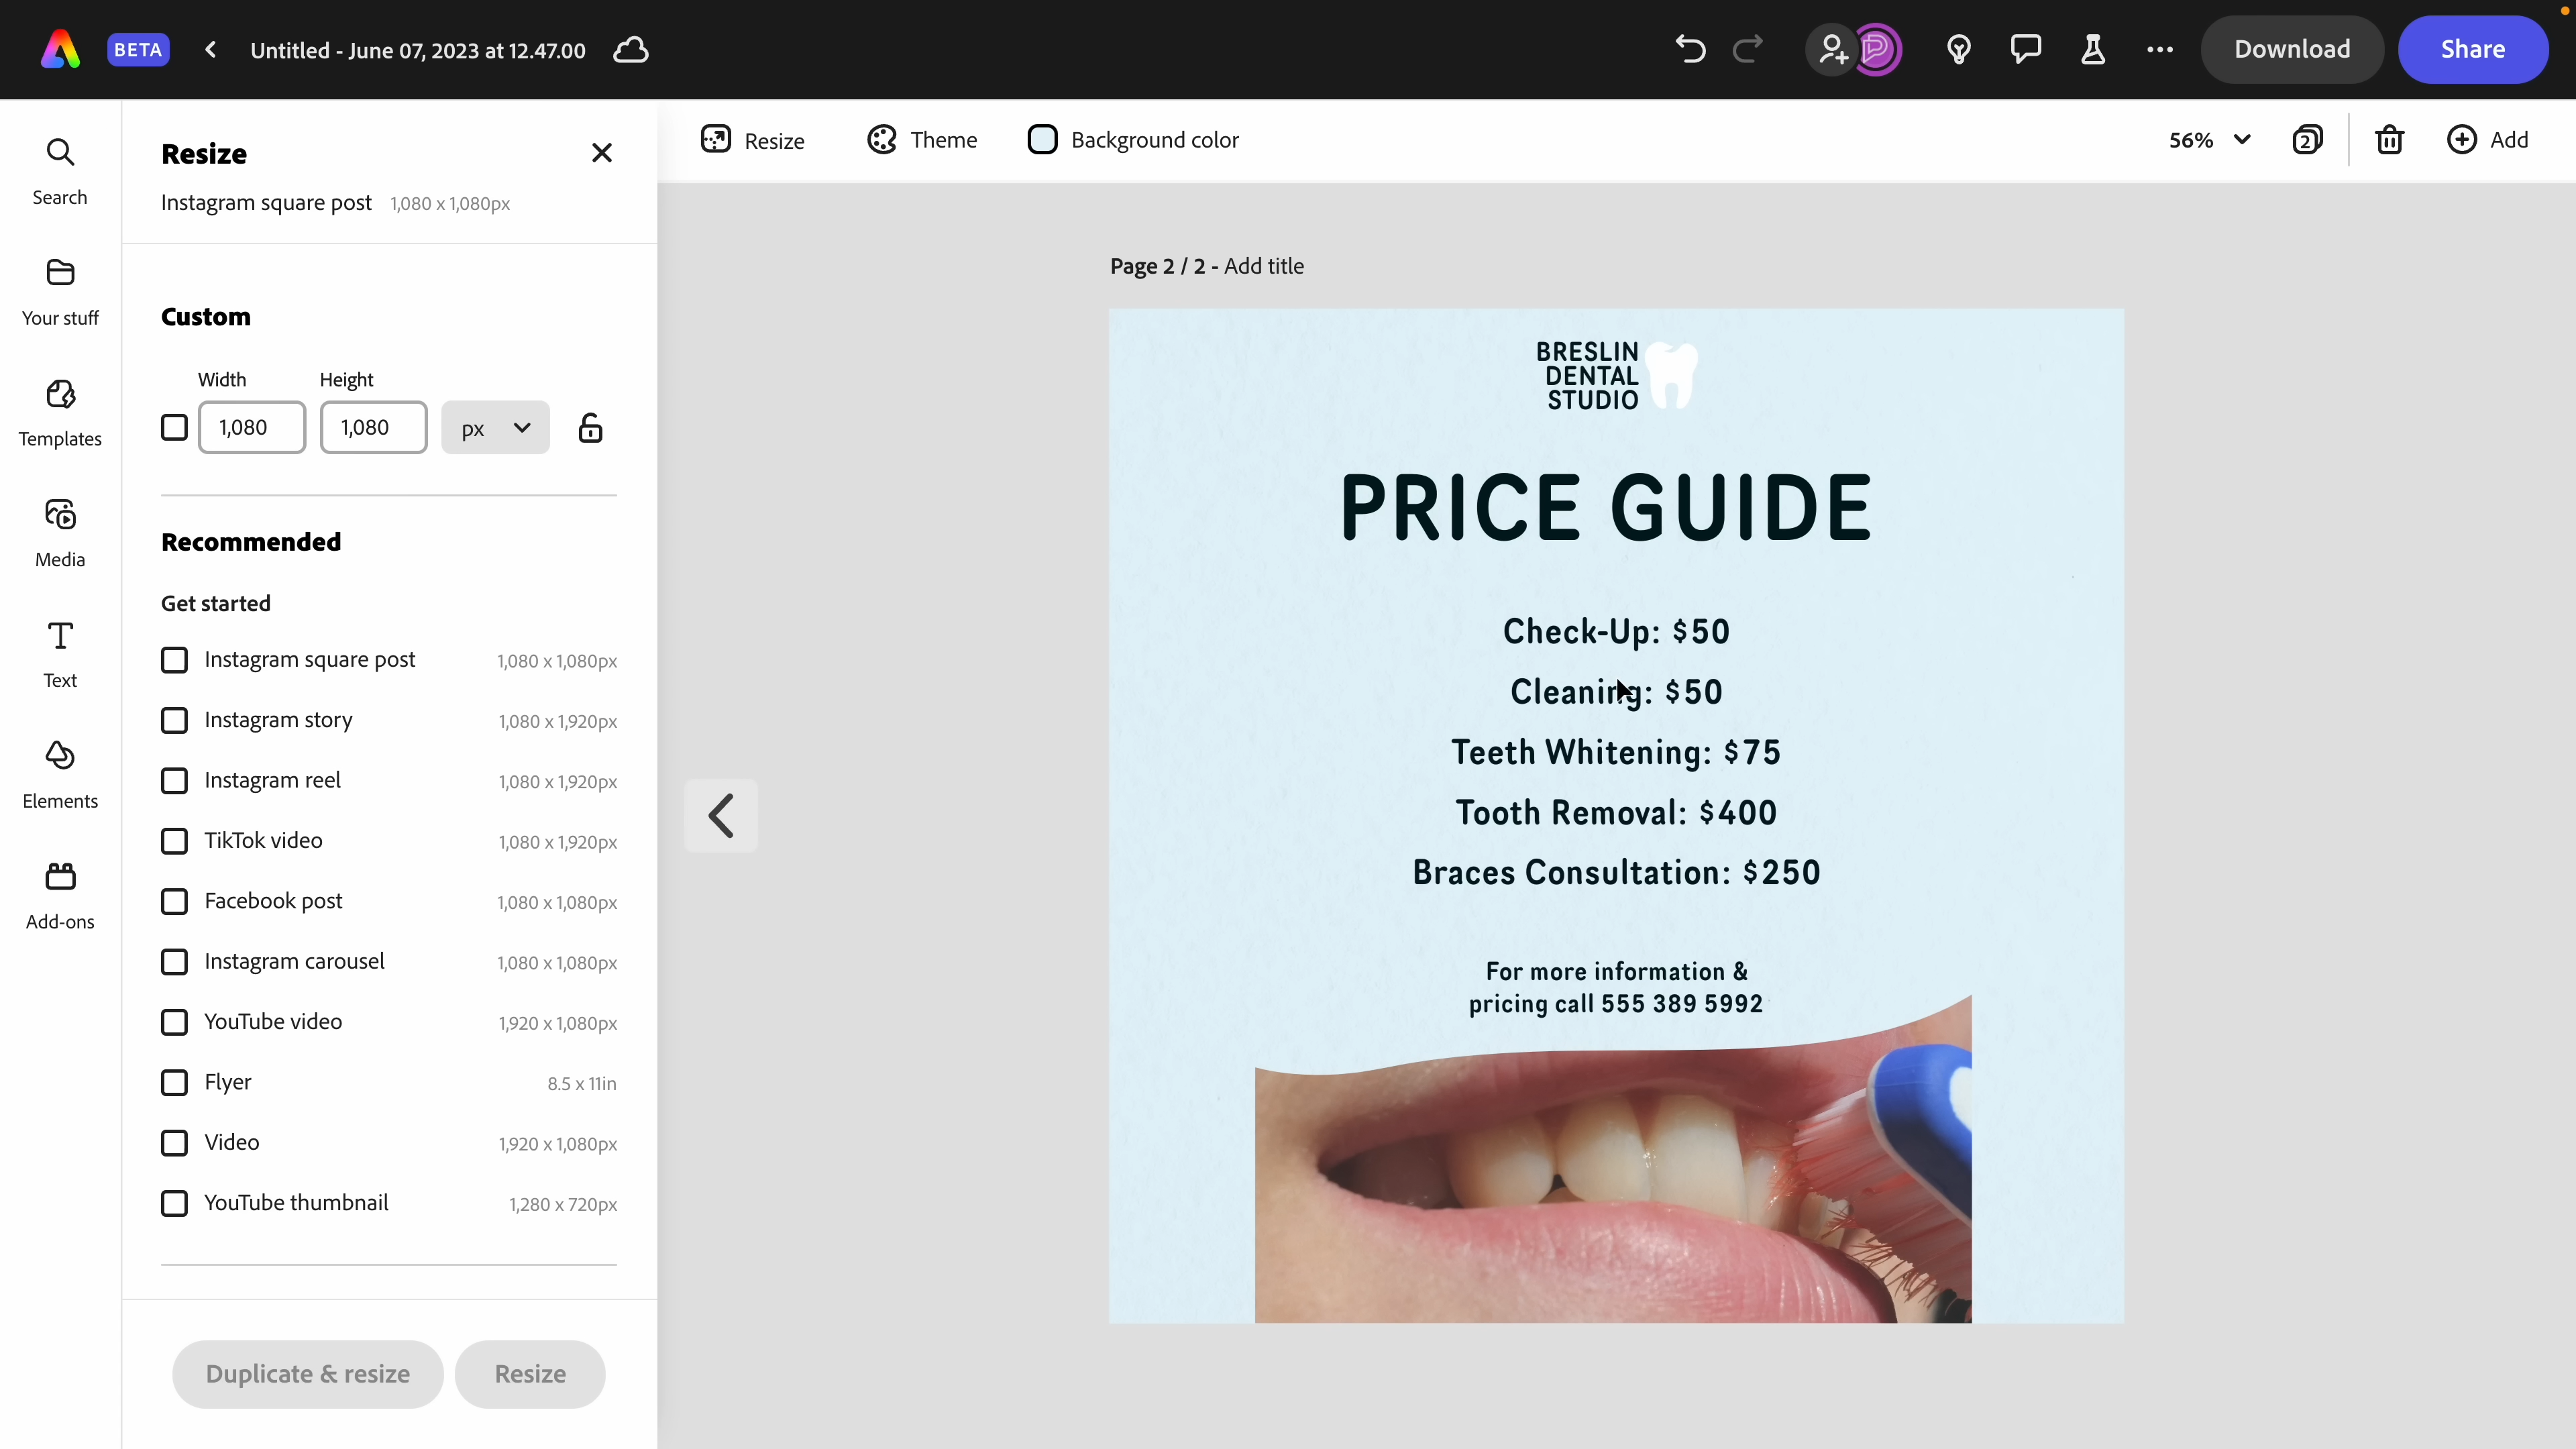 BETA
Untitled - June 07, 2023 at 12.47.00
Download
Share
Search
Your stuff
Templates
Media
Text
Elements
Add-ons
Resize
Instagram square post 1,080 x 1,080px
Custom
Width Height
1,080 1,080 px
Recommended
Get started
Instagram square post 1,080 x 1,080px
Instagram story 1,080 x 1,920px
Instagram reel 1,080 x 1,920px
TikTok video 1,080 x 1,920px
Facebook post 1,080 x 1,080px
Instagram carousel 1,080 x 1,080px
YouTube video 1,920 x 1,080px
Flyer 8.5 x 11in
Video 1,920 x 1,080px
YouTube thumbnail 1,280 x 720px
Duplicate & resize Resize
Resize Theme Background color
56% 2 Add
Page 2 / 2 - Add title
BRESLIN
DENTAL
STUDIO
PRICE GUIDE
Check-Up: $50
Cleaning: $50
Teeth Whitening: $75
Tooth Removal: $400
Braces Consultation: $250
For more information &
pricing call 555 389 5992